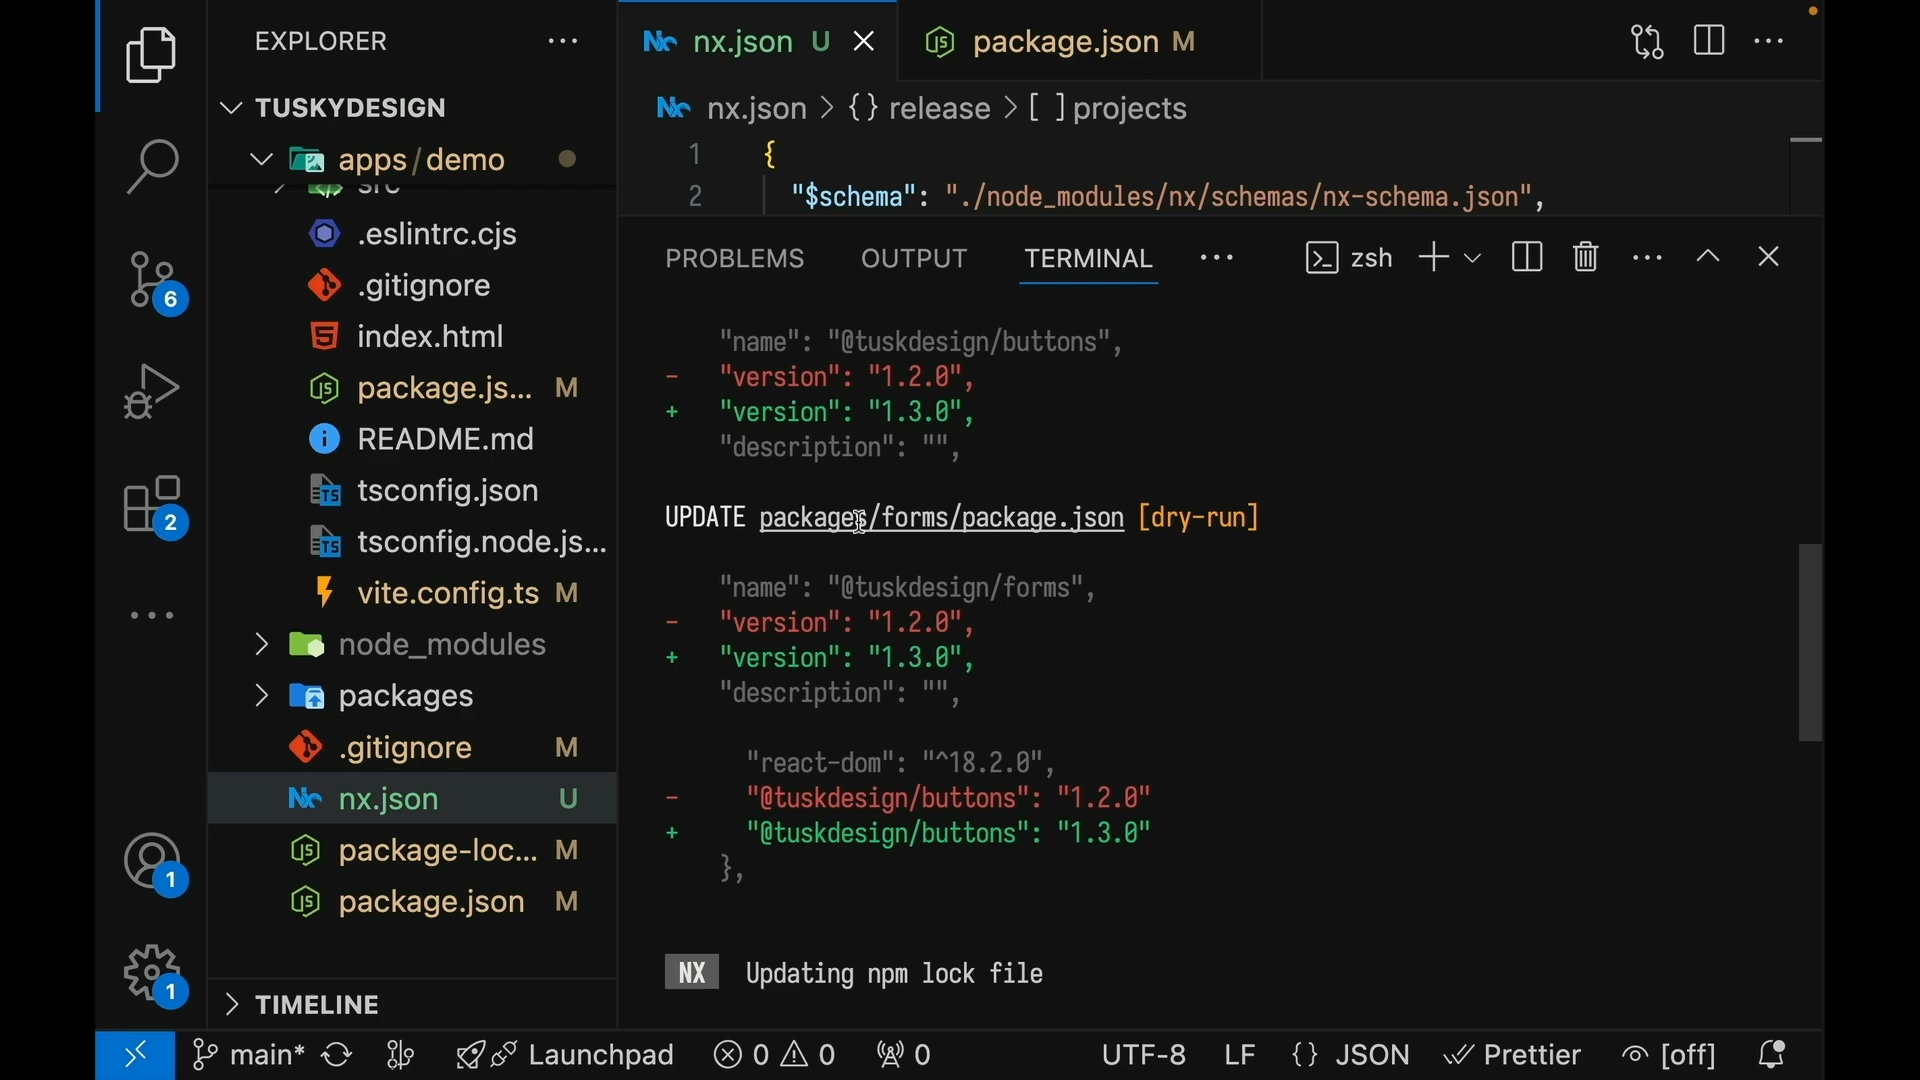 EXPLORER
TUSKYDESIGN
apps/demo
src
.eslintrc.cjs
.gitignore
index.html
package.js... M
README.md
tsconfig.json
tsconfig.node.js...
vite.config.ts M
node_modules
packages
.gitignore M
nx.json U
package-loc... M
package.json M
TIMELINE
6
2
1
1
nx.json U
package.json M
nx.json > {} release > [ ] projects
1 {
2 "$schema": "./node_modules/nx/schemas/nx-schema.json",
PROBLEMS OUTPUT TERMINAL zsh
"name": "@tuskdesign/buttons",
- "version": "1.2.0",
+ "version": "1.3.0",
"description": "",
UPDATE packages/forms/package.json [dry-run]
"name": "@tuskdesign/forms",
- "version": "1.2.0",
+ "version": "1.3.0",
"description": "",
"react-dom": "^18.2.0",
- "@tuskdesign/buttons": "1.2.0"
+ "@tuskdesign/buttons": "1.3.0"
},
NX Updating npm lock file
main* Launchpad 0 0 0 UTF-8 LF {} JSON Prettier [off]